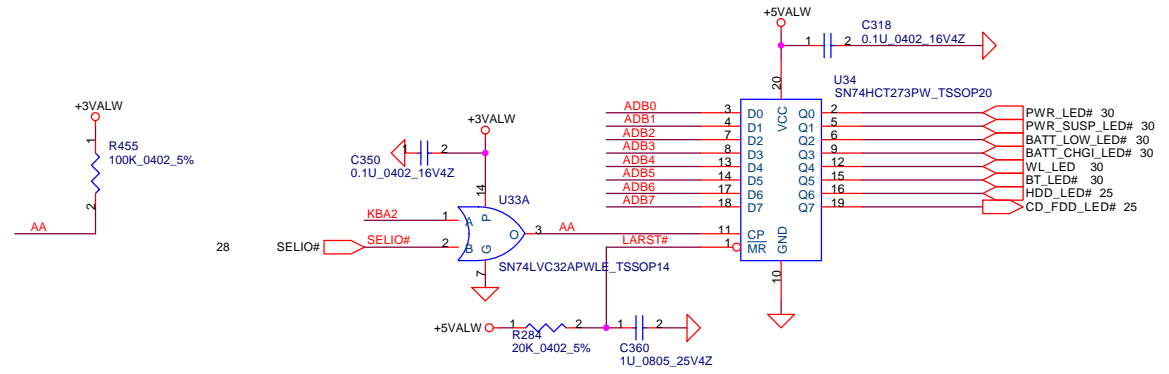 +5VALW
C318
1 2
0.1U_0402_16V4Z
U34
SN74HCT273PW_TSSOP20
20
VCC
ADB0 3 D0 Q0 2 PWR_LED# 30
ADB1 4 D1 Q1 5 PWR_SUSP_LED# 30
ADB2 7 D2 Q2 6 BATT_LOW_LED# 30
ADB3 8 D3 Q3 9 BATT_CHGI_LED# 30
ADB4 13 D4 Q4 12 WL_LED 30
ADB5 14 D5 Q5 15 BT_LED# 30
ADB6 17 D6 Q6 16 HDD_LED# 25
ADB7 18 D7 Q7 19 CD_FDD_LED# 25
11 CP
LARST# 1 MR
GND
10
+3VALW
1
R455
100K_0402_5%
2
AA
+3VALW
1 2
C350
0.1U_0402_16V4Z
14
U33A
KBA2 1 A P
O 3 AA
28 SELIO# SELIO# 2 B G
7
SN74LVC32APWLE_TSSOP14
+5VALW 1 2
R284
20K_0402_5%
1 2
C360
1U_0805_25V4Z